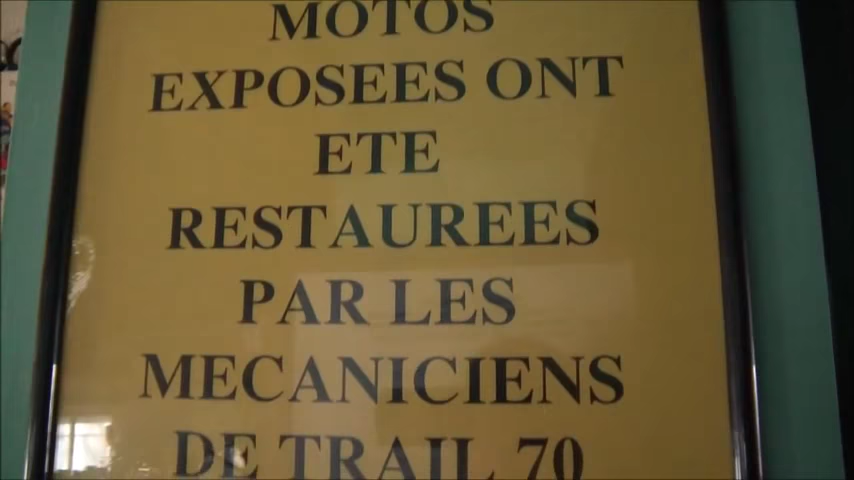 MOTOS
EXPOSEES ONT
ETE
RESTAUREES
PAR LES
MECANICIENS
DE TRAIL 70